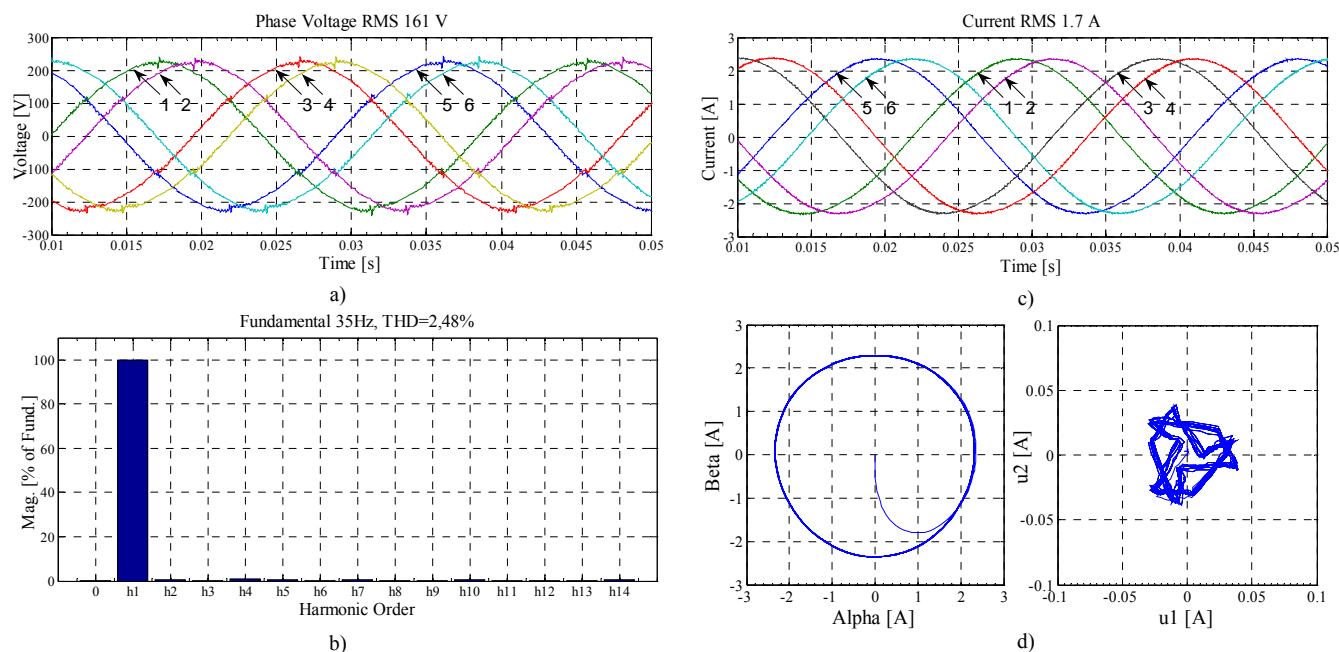 Phase Voltage RMS 161 V
300
200
100
0
-100
-200
-300
Voltage [V]
1 2
3 4
5 6
0.01 0.015 0.02 0.025 0.03 0.035 0.04 0.045 0.05
Time [s]
a)
Current RMS 1.7 A
3
2
1
0
-1
-2
-3
Current [A]
5 6
1 2
3 4
0.01 0.015 0.02 0.025 0.03 0.035 0.04 0.045 0.05
Time [s]
c)
Fundamental 35Hz, THD=2,48%
100
80
60
40
20
0
Mag. [% of Fund.]
0 h1 h2 h3 h4 h5 h6 h7 h8 h9 h10 h11 h12 h13 h14
Harmonic Order
b)
3
2
1
0
-1
-2
-3
Beta [A]
-3 -2 -1 0 1 2 3
Alpha [A]
0.1
0.05
0
-0.05
-0.1
u2 [A]
-0.1 -0.05 0 0.05 0.1
u1 [A]
d)